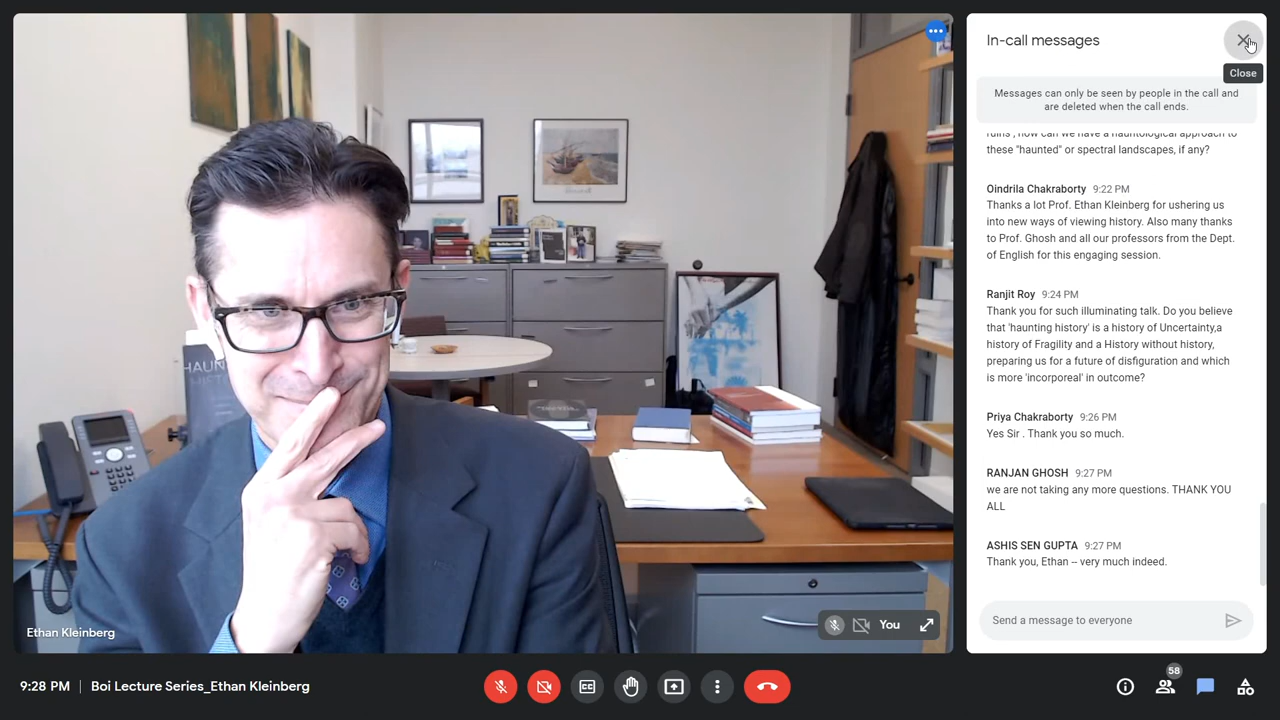 In-call messages
Close
Messages can only be seen by people in the call and
are deleted when the call ends.
ruins', how can we have a hauntological approach to
these "haunted" or spectral landscapes, if any?
Oindrila Chakraborty 9:22 PM
Thanks a lot Prof. Ethan Kleinberg for ushering us
into new ways of viewing history. Also many thanks
to Prof. Ghosh and all our professors from the Dept.
of English for this engaging session.
Ranjit Roy 9:24 PM
Thank you for such illuminating talk. Do you believe
that 'haunting history' is a history of Uncertainty,a
history of Fragility and a History without history,
preparing us for a future of disfiguration and which
is more 'incorporeal' in outcome?
Priya Chakraborty 9:26 PM
Yes Sir . Thank you so much.
RANJAN GHOSH 9:27 PM
we are not taking any more questions. THANK YOU
ALL
ASHIS SEN GUPTA 9:27 PM
Thank you, Ethan -- very much indeed.
Send a message to everyone
HAUN
Ethan Kleinberg
You
9:28 PM | Boi Lecture Series_Ethan Kleinberg
58